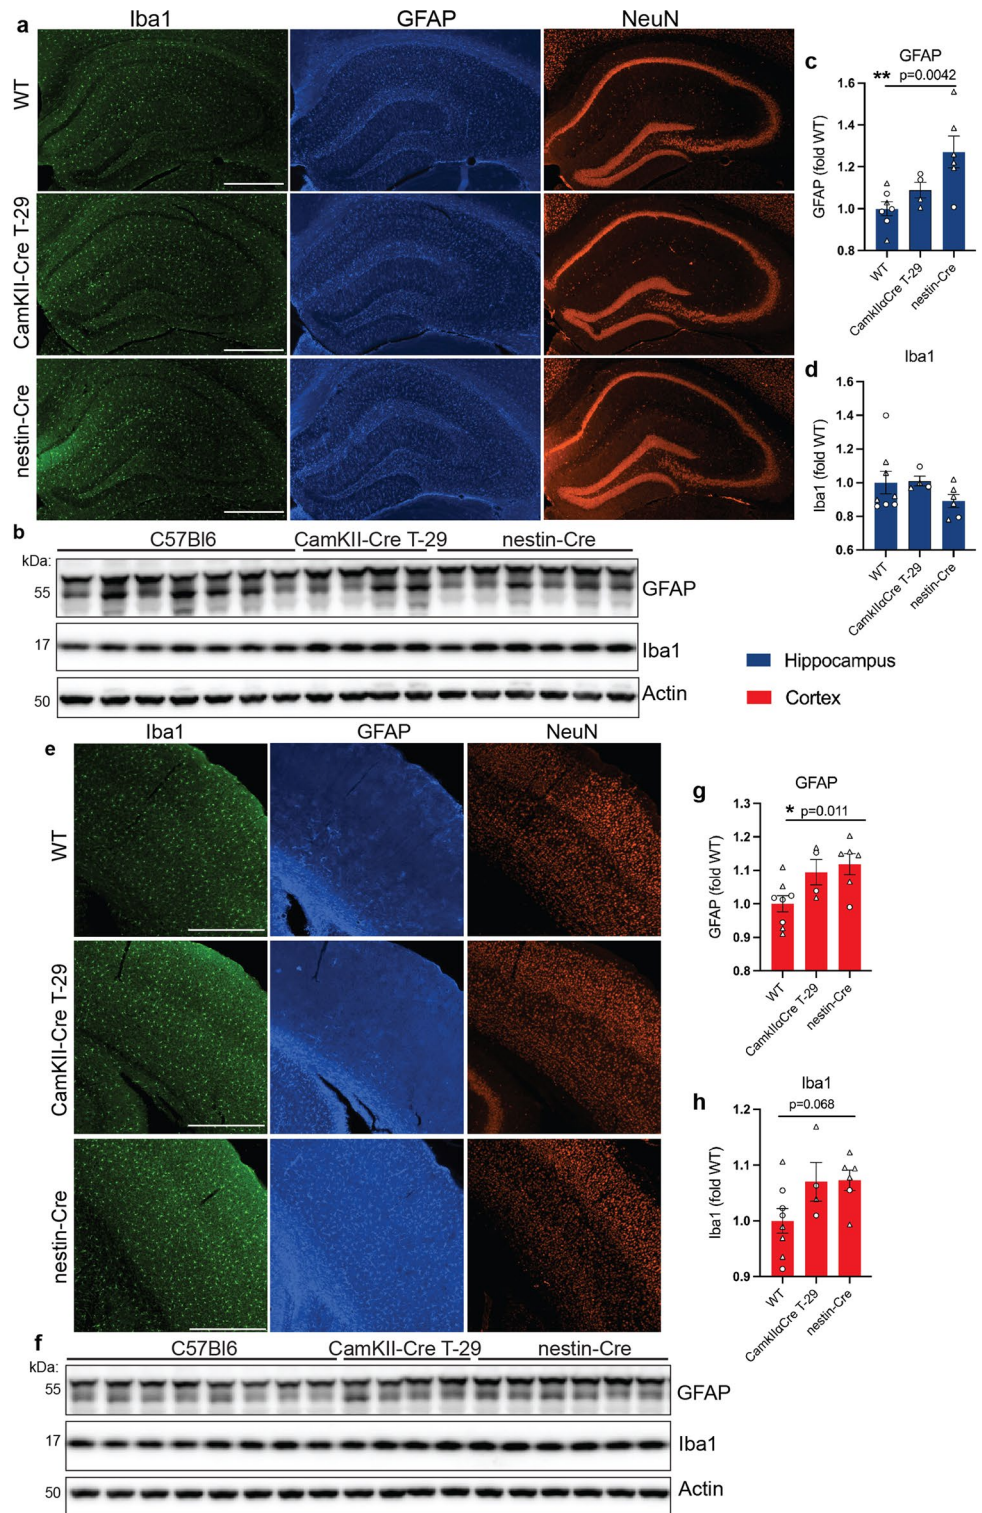 a
Iba1 GFAP NeuN
WT
CamKII-Cre T-29
nestin-Cre
b
C57Bl6 CamKII-Cre T-29 nestin-Cre
kDa:
55
GFAP
17
Iba1
50
Actin
c
GFAP
** p=0.0042
GFAP (fold WT)
1.6
1.4
1.2
1.0
0.8
WT
CamkIIαCre T-29
nestin-Cre
d
Iba1
Iba1 (fold WT)
1.6
1.4
1.2
1.0
0.8
0.6
WT
CamkIIαCre T-29
nestin-Cre
Hippocampus
Cortex
e
Iba1 GFAP NeuN
WT
CamKII-Cre T-29
nestin-Cre
f
C57Bl6 CamKII-Cre T-29 nestin-Cre
kDa:
55
GFAP
17
Iba1
50
Actin
g
GFAP
* p=0.011
GFAP (fold WT)
1.3
1.2
1.1
1.0
0.9
0.8
WT
CamkIIαCre T-29
nestin-Cre
h
Iba1
p=0.068
Iba1 (fold WT)
1.2
1.1
1.0
0.9
WT
CamkIIαCre T-29
nestin-Cre